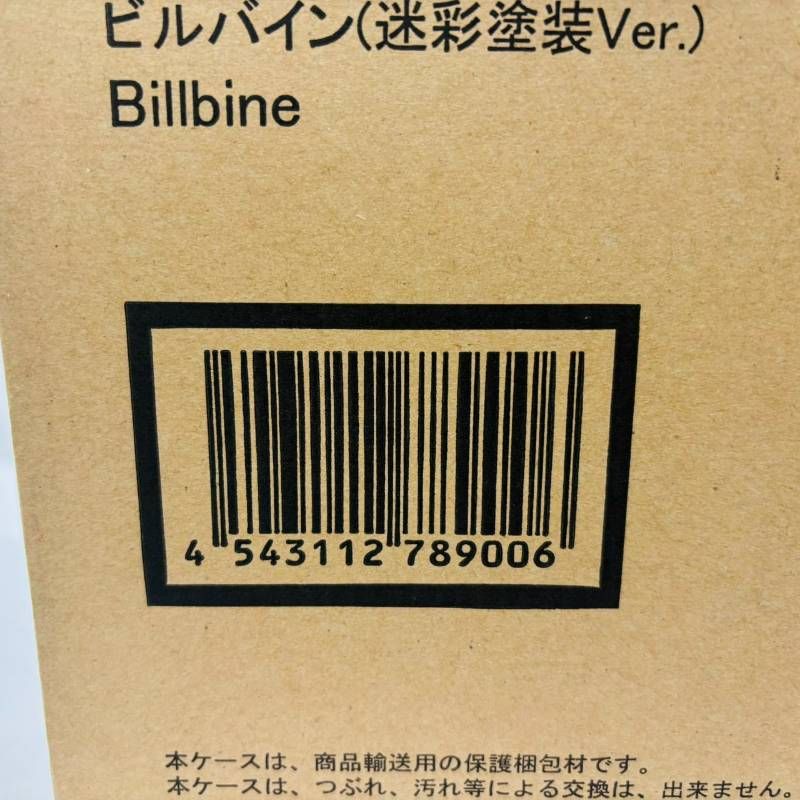 ビルバイン(迷彩塗装Ver.)
Billbine
4 543112 789006
本ケースは、商品輸送用の保護梱包材です。
本ケースは、つぶれ、汚れ等による交換は、出来ません。